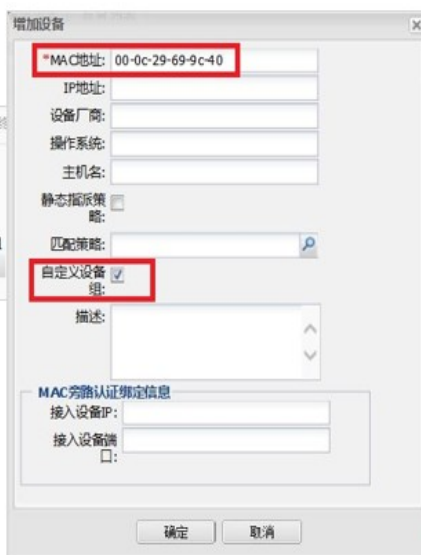 增加设备
*MAC地址: 00-0c-29-69-9c-40
IP地址:
设备厂商:
操作系统:
主机名:
静态指派策
略:
匹配策略:
自定义设备
组:
描述:
MAC旁路认证绑定信息
接入设备IP:
接入设备端
口:
确定 取消